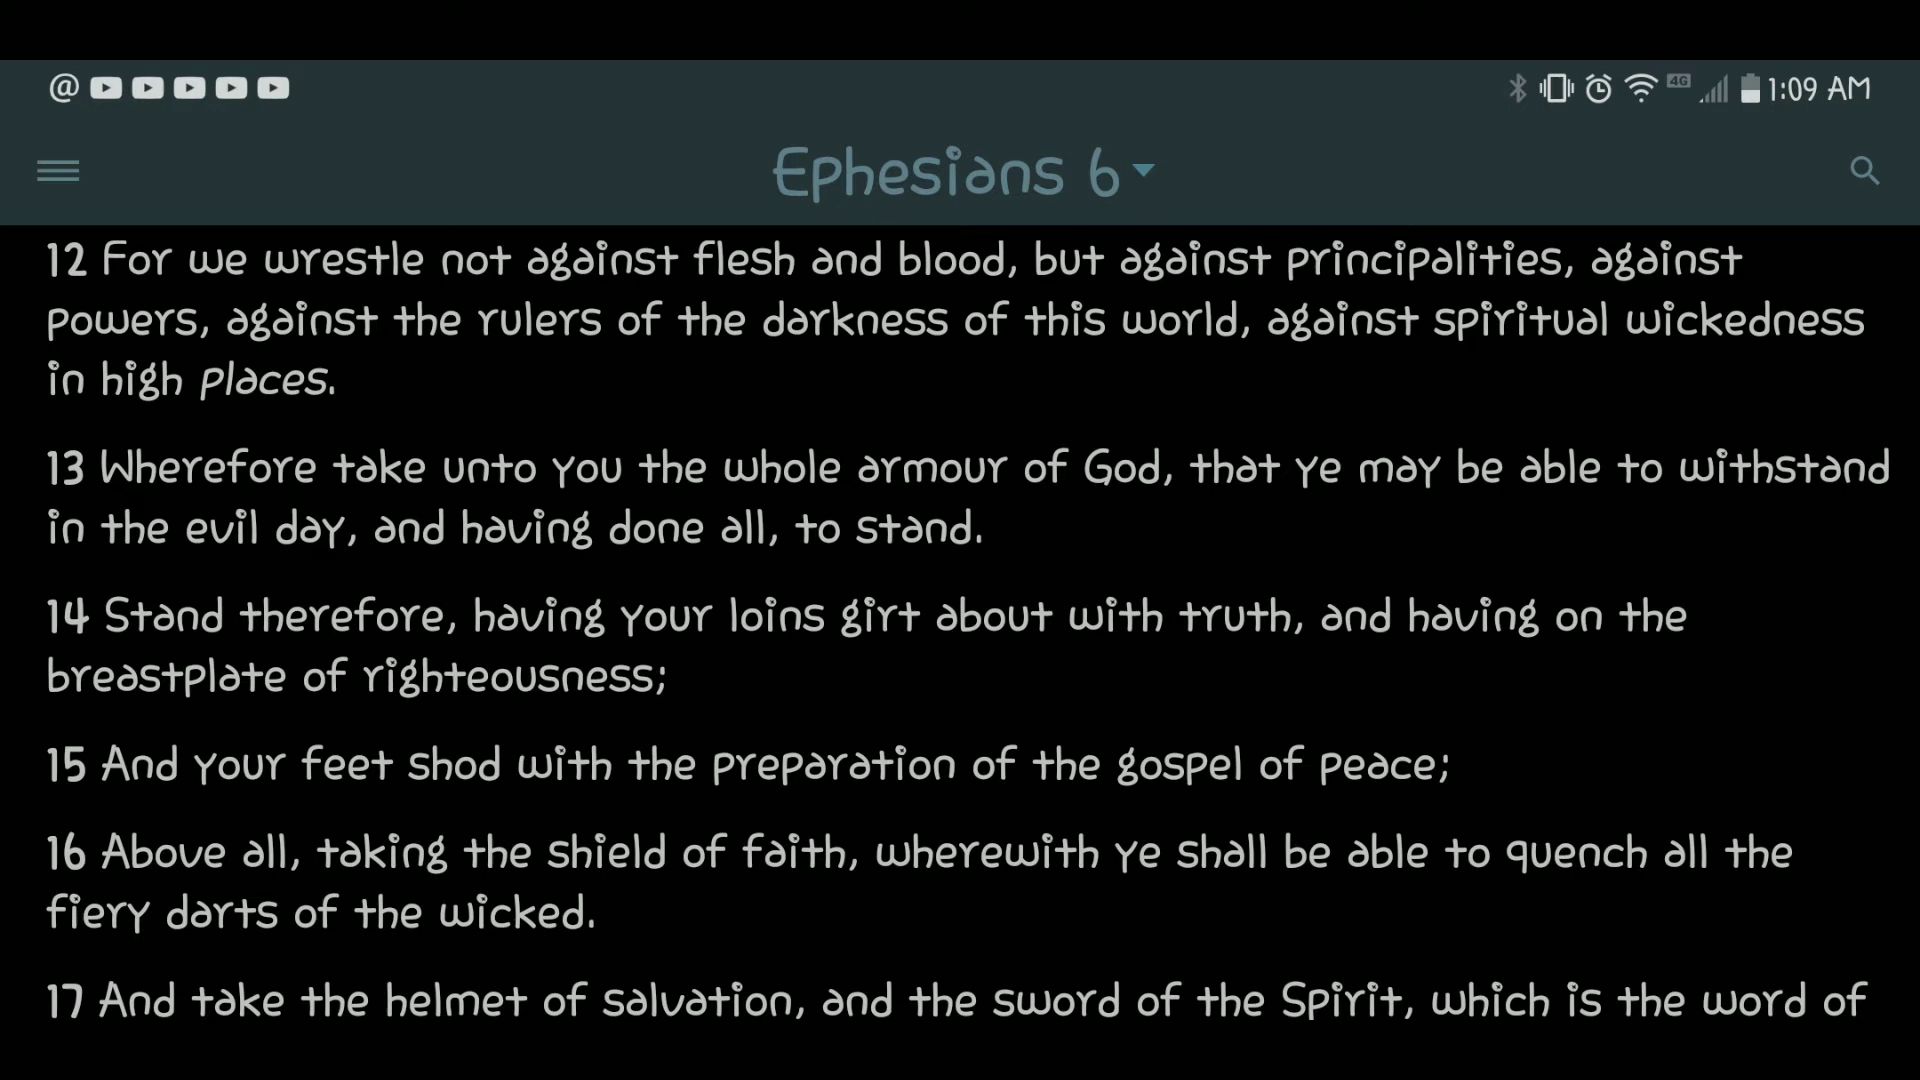 @ 4G 1:09 AM
Ephesians 6
12 For we wrestle not against flesh and blood, but against principalities, against
powers, against the rulers of the darkness of this world, against spiritual wickedness
in high places.
13 Wherefore take unto you the whole armour of God, that ye may be able to withstand
in the evil day, and having done all, to stand.
14 Stand therefore, having your loins girt about with truth, and having on the
breastplate of righteousness;
15 And your feet shod with the preparation of the gospel of peace;
16 Above all, taking the shield of faith, wherewith ye shall be able to quench all the
fiery darts of the wicked.
17 And take the helmet of salvation, and the sword of the Spirit, which is the word of